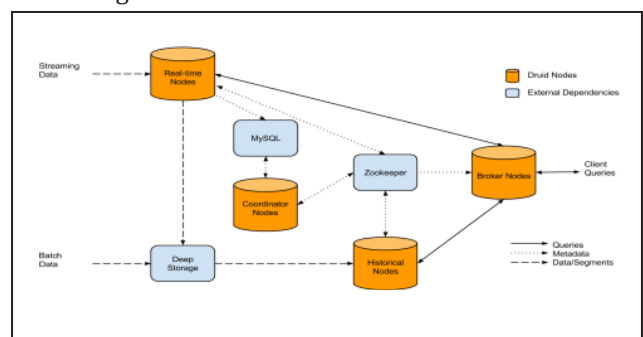 Streaming
Data
Real-time
Nodes
Druid Nodes
External Dependencies
MySQL
Zookeeper
Client
Queries
Broker Nodes
Coordinator
Nodes
Queries
Metadata
Data/Segments
Batch
Data
Deep
Storage
Historical
Nodes